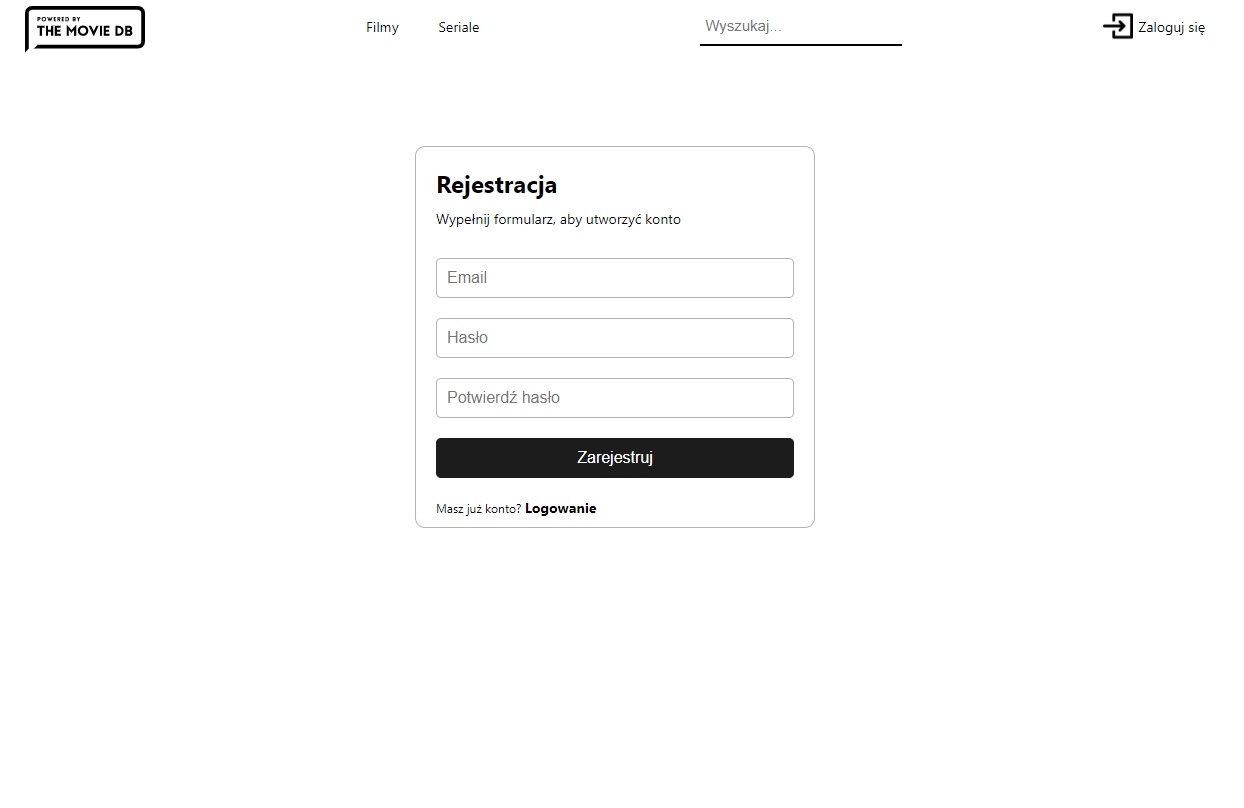 POWERED BY
THE MOVIE DB
Filmy
Seriale
Wyszukaj...
Zaloguj się
Rejestracja
Wypełnij formularz, aby utworzyć konto
Email
Hasło
Potwierdź hasło
Zarejestruj
Masz już konto? Logowanie